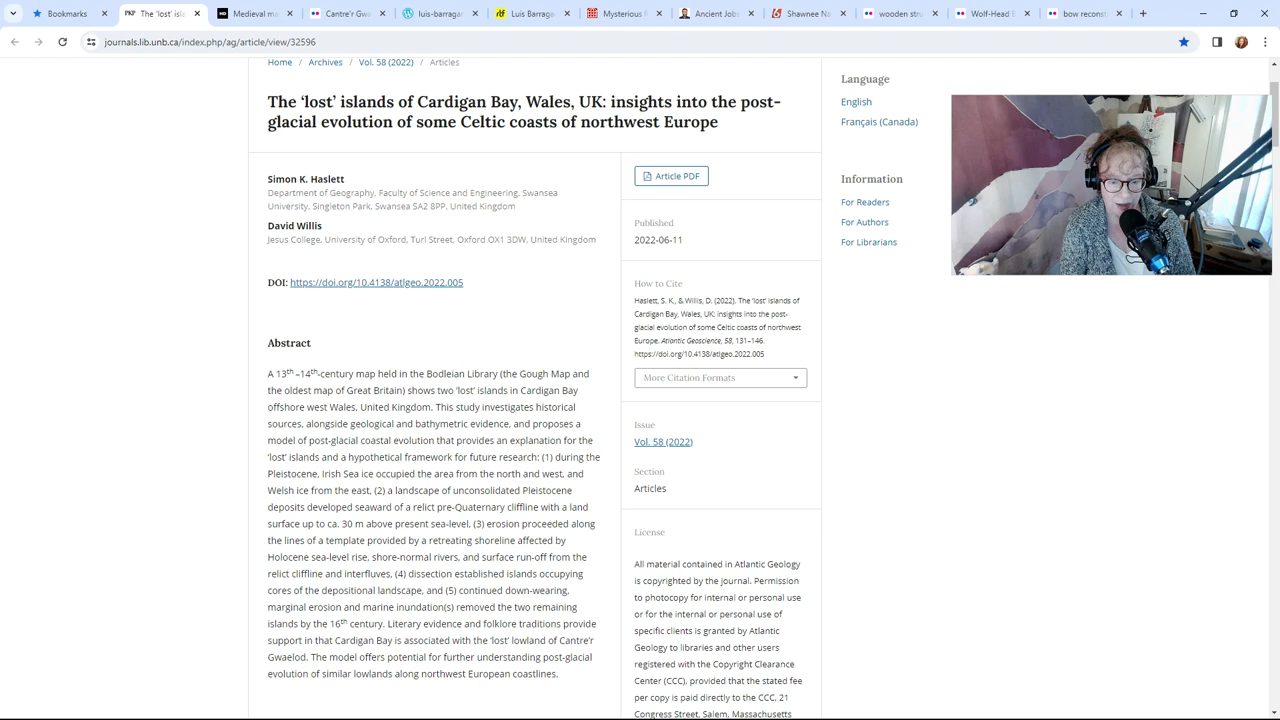 Bookmarks
The 'lost' isla
Medieval ma
Cantre'r Gwa
luis-barragan
Luis Barraga
Mysterious
Ancient Jobs
Shawnee Na
wooden stru
Wolf-Head B
bow reconst
journals.lib.unb.ca/index.php/ag/article/view/32596
Home / Archives / Vol. 58 (2022) / Articles
The ‘lost’ islands of Cardigan Bay, Wales, UK: insights into the post-
glacial evolution of some Celtic coasts of northwest Europe
Simon K. Haslett
Department of Geography, Faculty of Science and Engineering, Swansea
University, Singleton Park, Swansea SA2 8PP, United Kingdom
David Willis
Jesus College, University of Oxford, Turl Street, Oxford OX1 3DW, United Kingdom
DOI: https://doi.org/10.4138/atlgeo.2022.005
Abstract
A 13th –14th-century map held in the Bodleian Library (the Gough Map and
the oldest map of Great Britain) shows two ‘lost’ islands in Cardigan Bay
offshore west Wales, United Kingdom. This study investigates historical
sources, alongside geological and bathymetric evidence, and proposes a
model of post-glacial coastal evolution that provides an explanation for the
‘lost’ islands and a hypothetical framework for future research: (1) during the
Pleistocene, Irish Sea ice occupied the area from the north and west, and
Welsh ice from the east, (2) a landscape of unconsolidated Pleistocene
deposits developed seaward of a relict pre-Quaternary cliffline with a land
surface up to ca. 30 m above present sea-level, (3) erosion proceeded along
the lines of a template provided by a retreating shoreline affected by
Holocene sea-level rise, shore-normal rivers, and surface run-off from the
relict cliffline and interfluves, (4) dissection established islands occupying
cores of the depositional landscape, and (5) continued down-wearing,
marginal erosion and marine inundation(s) removed the two remaining
islands by the 16th century. Literary evidence and folklore traditions provide
support in that Cardigan Bay is associated with the ‘lost’ lowland of Cantre’r
Gwaelod. The model offers potential for further understanding post-glacial
evolution of similar lowlands along northwest European coastlines.
Article PDF
Published
2022-06-11
How to Cite
Haslett, S. K., & Willis, D. (2022). The ‘lost’ islands of
Cardigan Bay, Wales, UK: insights into the post-
glacial evolution of some Celtic coasts of northwest
Europe. Atlantic Geoscience, 58, 131–146.
https://doi.org/10.4138/atlgeo.2022.005
More Citation Formats
Issue
Vol. 58 (2022)
Section
Articles
License
All material contained in Atlantic Geology
is copyrighted by the journal. Permission
to photocopy for internal or personal use
or for the internal or personal use of
specific clients is granted by Atlantic
Geology to libraries and other users
registered with the Copyright Clearance
Center (CCC), provided that the stated fee
per copy is paid directly to the CCC, 21
Congress Street, Salem, Massachusetts
Language
English
Français (Canada)
Information
For Readers
For Authors
For Librarians